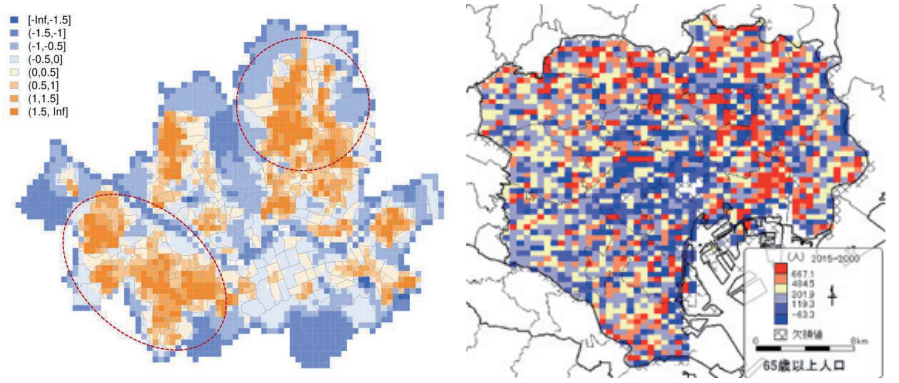 [-Inf,-1.5]
(-1.5,-1]
(-1,-0.5]
(-0.5,0]
(0,0.5]
(0.5,1]
(1,1.5]
(1.5, Inf]
(人) 2015-2000
667.1
484.5
201.9
119.3
-63.3
欠損値
0 8km
65歳以上人口